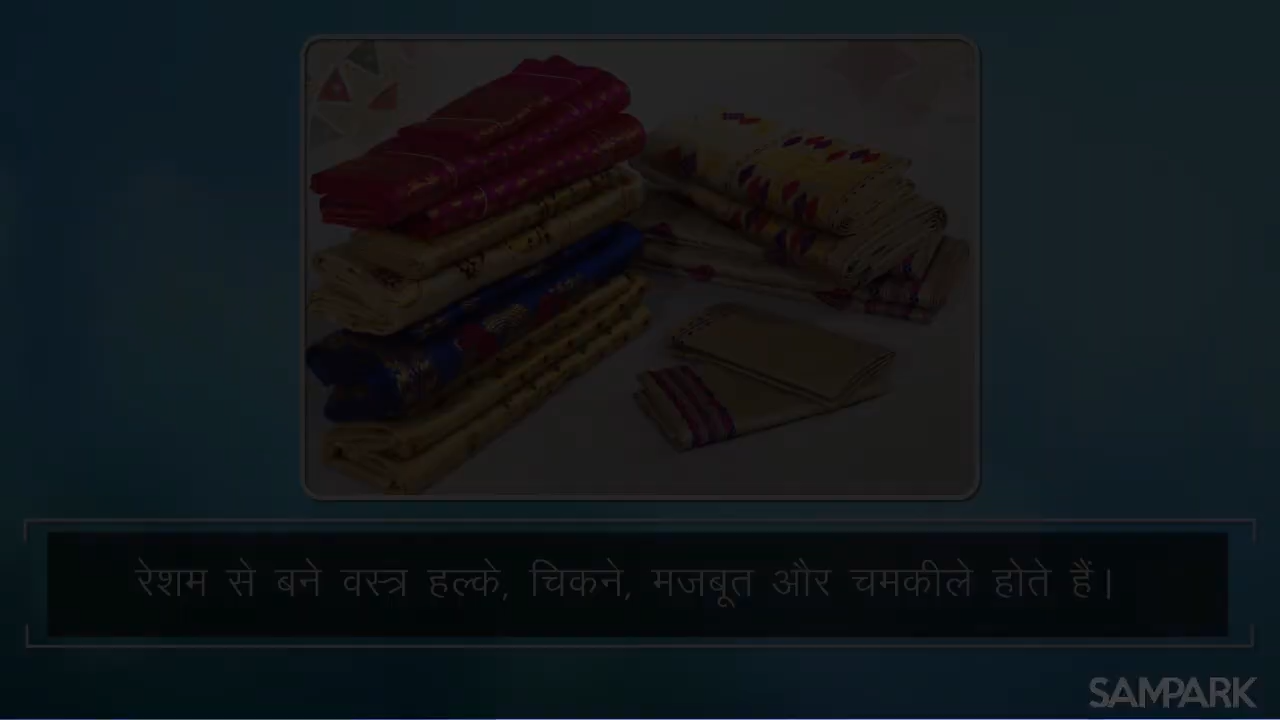 रेशम से बने वस्त्र हल्के, चिकने, मजबूत और चमकीले होते हैं।
SAMPARK